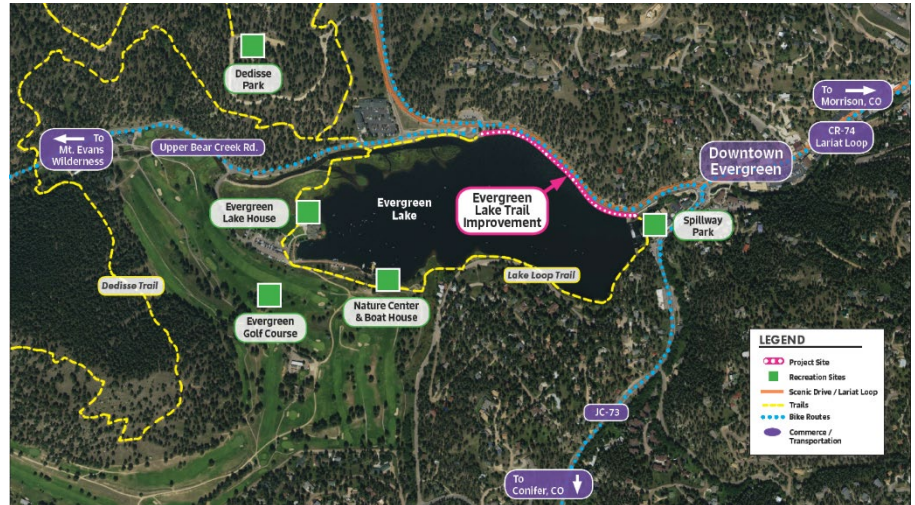 Dedisse
Park
To
Morrison, CO
CR-74
Lariat Loop
To
Mt. Evans
Wilderness
Upper Bear Creek Rd.
Downtown
Evergreen
Evergreen
Lake House
Evergreen
Lake
Evergreen
Lake Trail
Improvement
Spillway
Park
Dedisse Trail
Lake Loop Trail
Nature Center
& Boat House
Evergreen
Golf Course
LEGEND
Project Site
Recreation Sites
Scenic Drive / Lariat Loop
Trails
Bike Routes
Commerce /
Transportation
JC-73
To
Conifer, CO